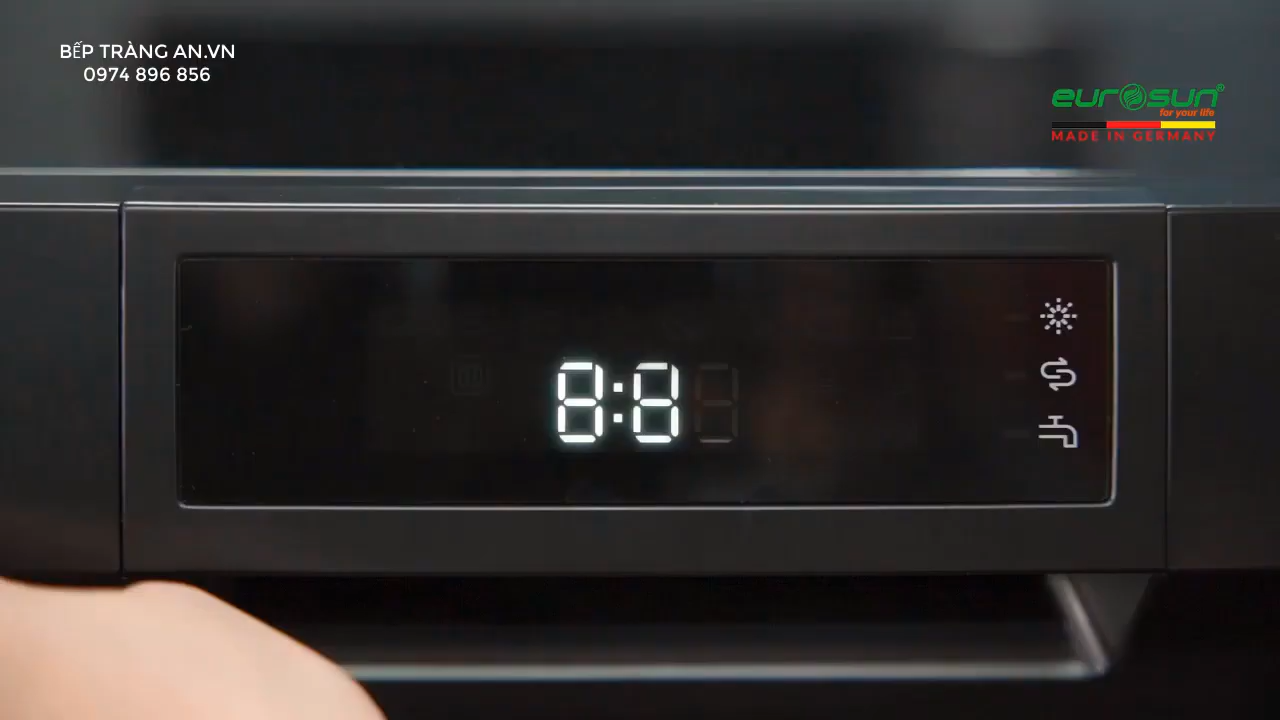 BẾP TRÀNG AN.VN
0974 896 856
eurosun®
for your life
MADE IN GERMANY
8:8